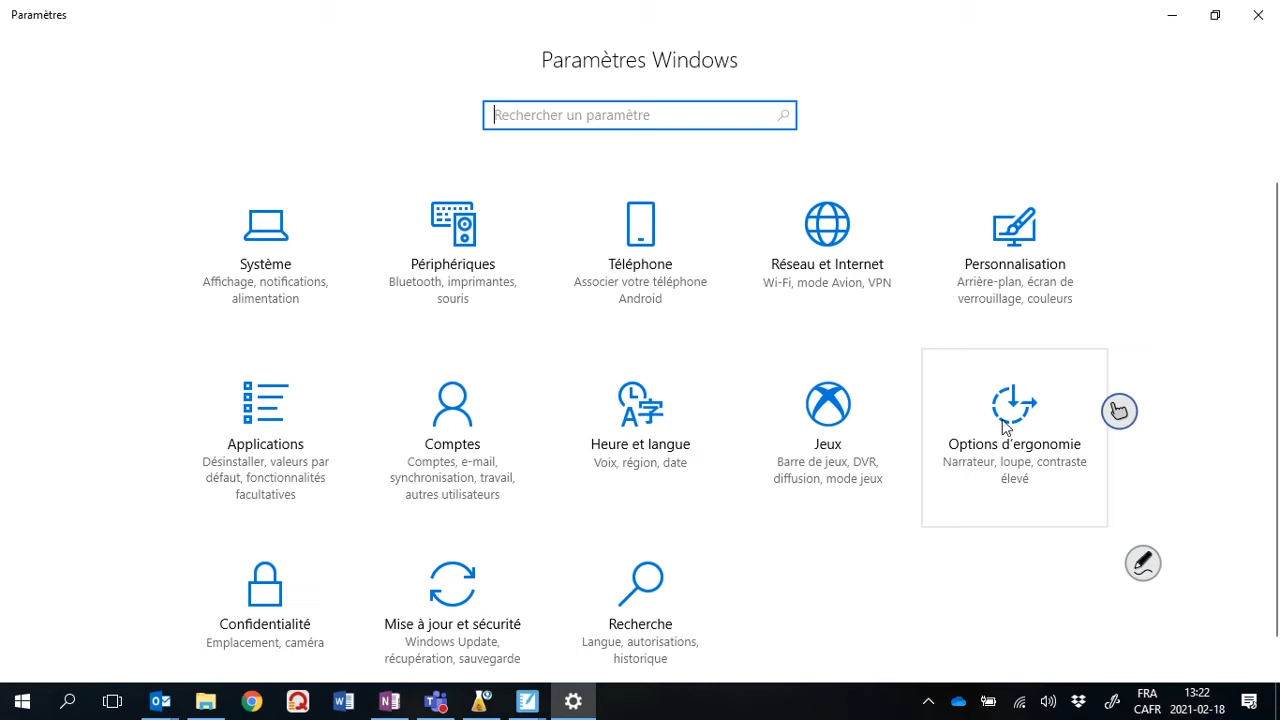 Paramètres
Paramètres Windows
Rechercher un paramètre
Système
Affichage, notifications,
alimentation
Périphériques
Bluetooth, imprimantes,
souris
Téléphone
Associer votre téléphone
Android
Réseau et Internet
Wi-Fi, mode Avion, VPN
Personnalisation
Arrière-plan, écran de
verrouillage, couleurs
Applications
Désinstaller, valeurs par
défaut, fonctionnalités
facultatives
Comptes
Comptes, e-mail,
synchronisation, travail,
autres utilisateurs
Heure et langue
Voix, région, date
Jeux
Barre de jeux, DVR,
diffusion, mode jeux
Options d'ergonomie
Narrateur, loupe, contraste
élevé
Confidentialité
Emplacement, caméra
Mise à jour et sécurité
Windows Update,
récupération, sauvegarde
Recherche
Langue, autorisations,
historique
FRA
CAFR
13:22
2021-02-18